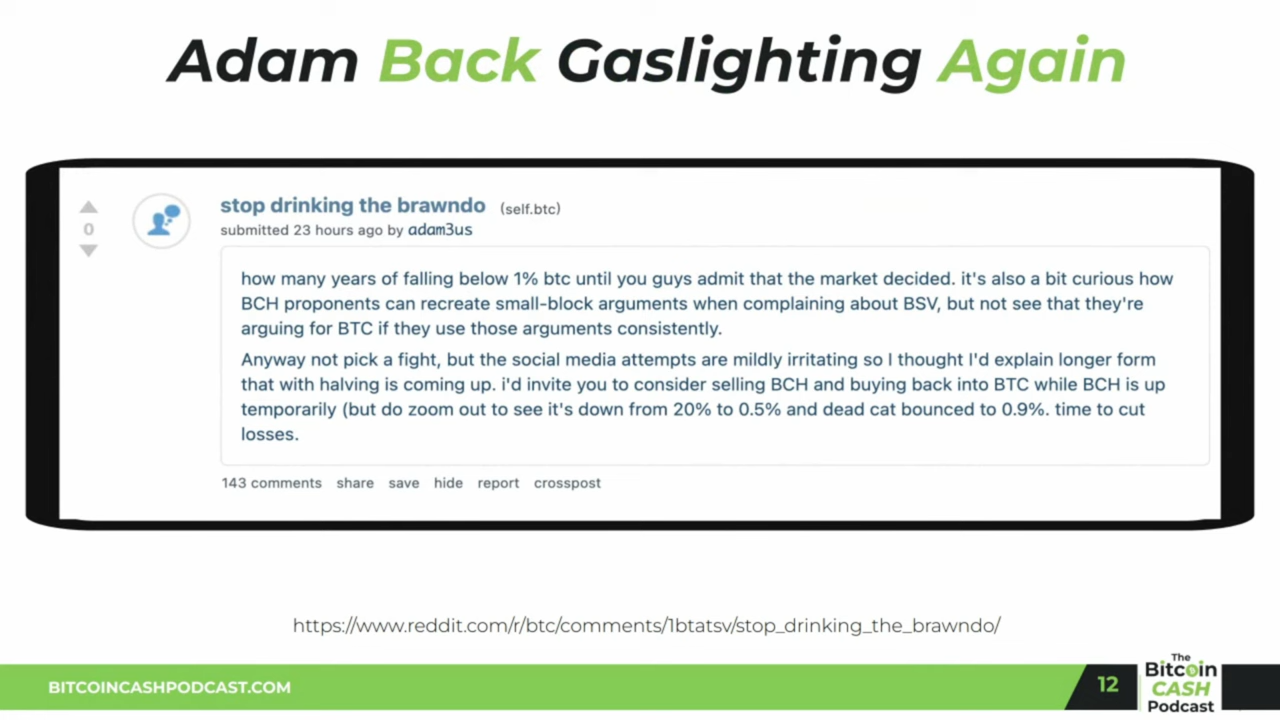 Adam Back Gaslighting Again
stop drinking the brawndo (self.btc)
submitted 23 hours ago by adam3us
0
how many years of falling below 1% btc until you guys admit that the market decided. it's also a bit curious how
BCH proponents can recreate small-block arguments when complaining about BSV, but not see that they're
arguing for BTC if they use those arguments consistently.
Anyway not pick a fight, but the social media attempts are mildly irritating so I thought I'd explain longer form
that with halving is coming up. i'd invite you to consider selling BCH and buying back into BTC while BCH is up
temporarily (but do zoom out to see it's down from 20% to 0.5% and dead cat bounced to 0.9%. time to cut
losses.
143 comments share save hide report crosspost
https://www.reddit.com/r/btc/comments/1btatsv/stop_drinking_the_brawndo/
BITCOINCASHPODCAST.COM
12
The
Bitcoin
CASH
Podcast